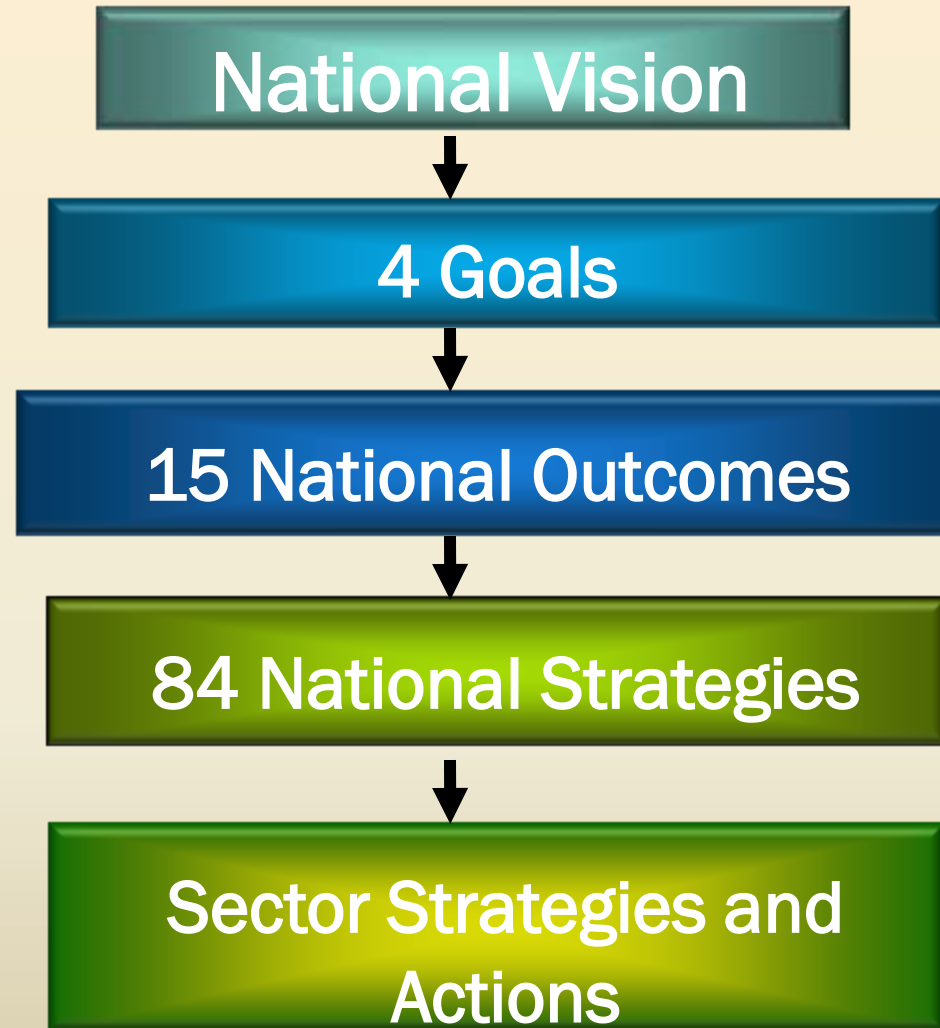 National Vision
4 Goals
15 National Outcomes
84 National Strategies
Sector Strategies and
Actions